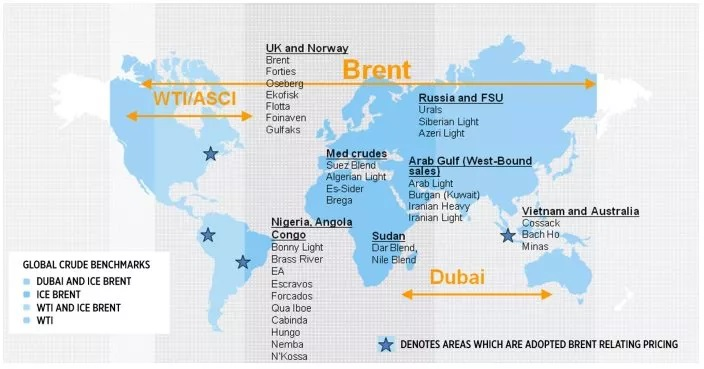 UK and Norway
Brent
Forties
Oseberg
Ekofisk
Flotta
Foinaven
Gulfaks
Brent
WTI/ASCI
Russia and FSU
Urals
Siberian Light
Azeri Light
Med crudes
Suez Blend
Algerian Light
Es-Sider
Brega
Arab Gulf (West-Bound
sales)
Arab Light
Burgan (Kuwait)
Iranian Heavy
Iranian Light
Vietnam and Australia
Cossack
Bach Ho
Minas
Nigeria, Angola
Congo
Bonny Light
Brass River
EA
Escravos
Forcados
Qua Iboe
Cabinda
Hungo
Nemba
N'Kossa
Sudan
Dar Blend,
Nile Blend
Dubai
GLOBAL CRUDE BENCHMARKS
DUBAI AND ICE BRENT
ICE BRENT
WTI AND ICE BRENT
WTI
DENOTES AREAS WHICH ARE ADOPTED BRENT RELATING PRICING